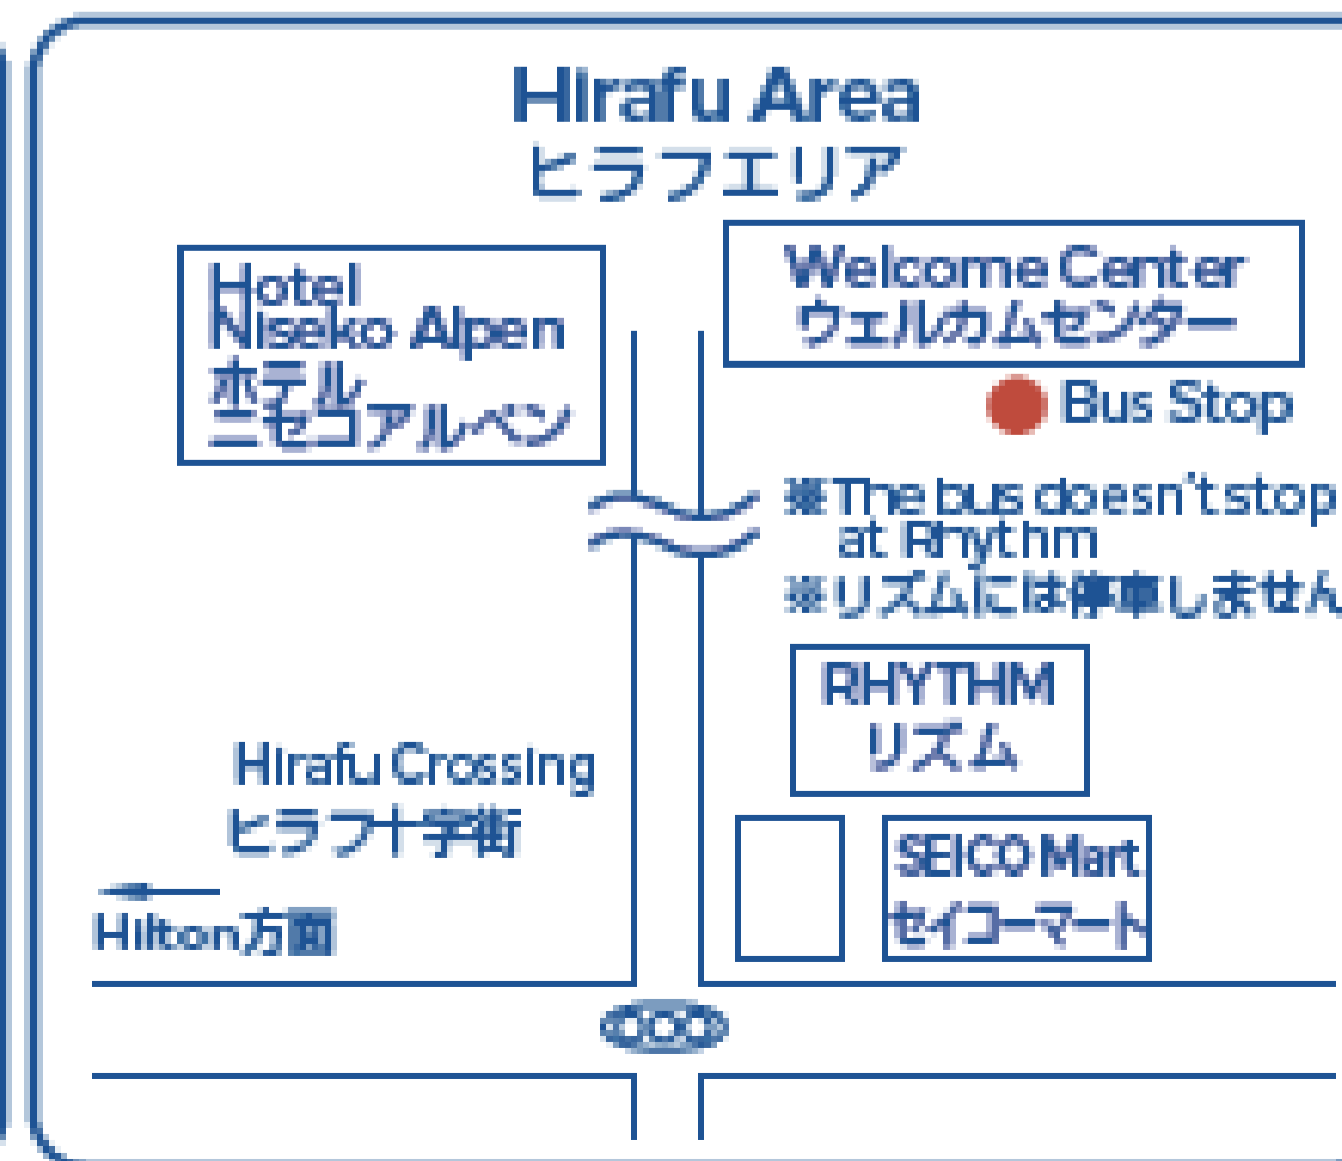 Hirafu Area
ヒラフエリア
Hotel
Niseko Alpen
ホテル
ニセコアルペン
Welcome Center
ウェルカムセンター
Bus Stop
※The bus doesn't stop
at Rhythm
※リズムには停車しません
RHYTHM
リズム
Hirafu Crossing
ヒラフ十字街
SEICO Mart
セイコーマート
Hilton方面